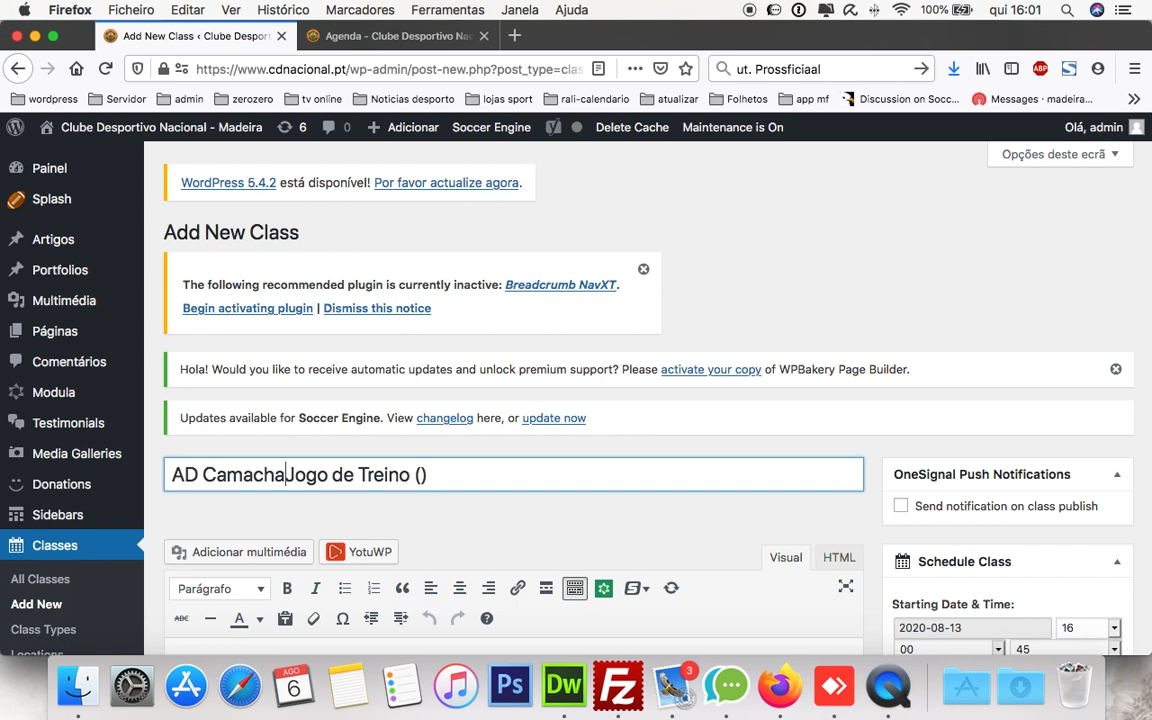 Firefox Ficheiro Editar Ver Histórico Marcadores Ferramentas Janela Ajuda 100% qui 16:01
Add New Class ‹ Clube Desport Agenda - Clube Desportivo Nac
https://www.cdnacional.pt/wp-admin/post-new.php?post_type=clas ut. Prossficiaal ABP
wordpress Servidor admin zerozero tv online Noticias desporto lojas sport rali-calendario atualizar Folhetos app mf Discussion on Socc... Messages · madeira...
Clube Desportivo Nacional - Madeira 6 0 Adicionar Soccer Engine Delete Cache Maintenance is On Olá, admin
Opções deste ecrã
Painel
Splash
Artigos
Portfolios
Multimédia
Páginas
Comentários
Modula
Testimonials
Media Galleries
Donations
Sidebars
Classes
All Classes
Add New
Class Types
Locations
WordPress 5.4.2 está disponível! Por favor actualize agora.
Add New Class
The following recommended plugin is currently inactive: Breadcrumb NavXT.
Begin activating plugin | Dismiss this notice
Hola! Would you like to receive automatic updates and unlock premium support? Please activate your copy of WPBakery Page Builder.
Updates available for Soccer Engine. View changelog here, or update now
AD CamachaJogo de Treino ()
Adicionar multimédia YotuWP
Visual HTML
Parágrafo B I
ABC A Ω
OneSignal Push Notifications
Send notification on class publish
Schedule Class
Starting Date & Time:
2020-08-13 16
00 45
AGO 6 Ps Dw Fz 3